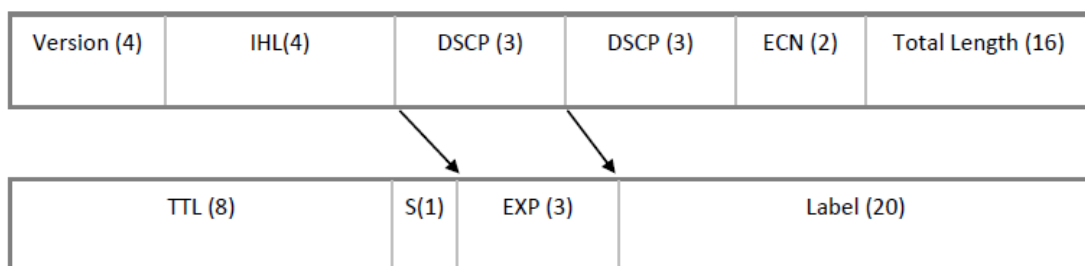 Version (4) IHL(4) DSCP (3) DSCP (3) ECN (2) Total Length (16)
TTL (8) S(1) EXP (3) Label (20)